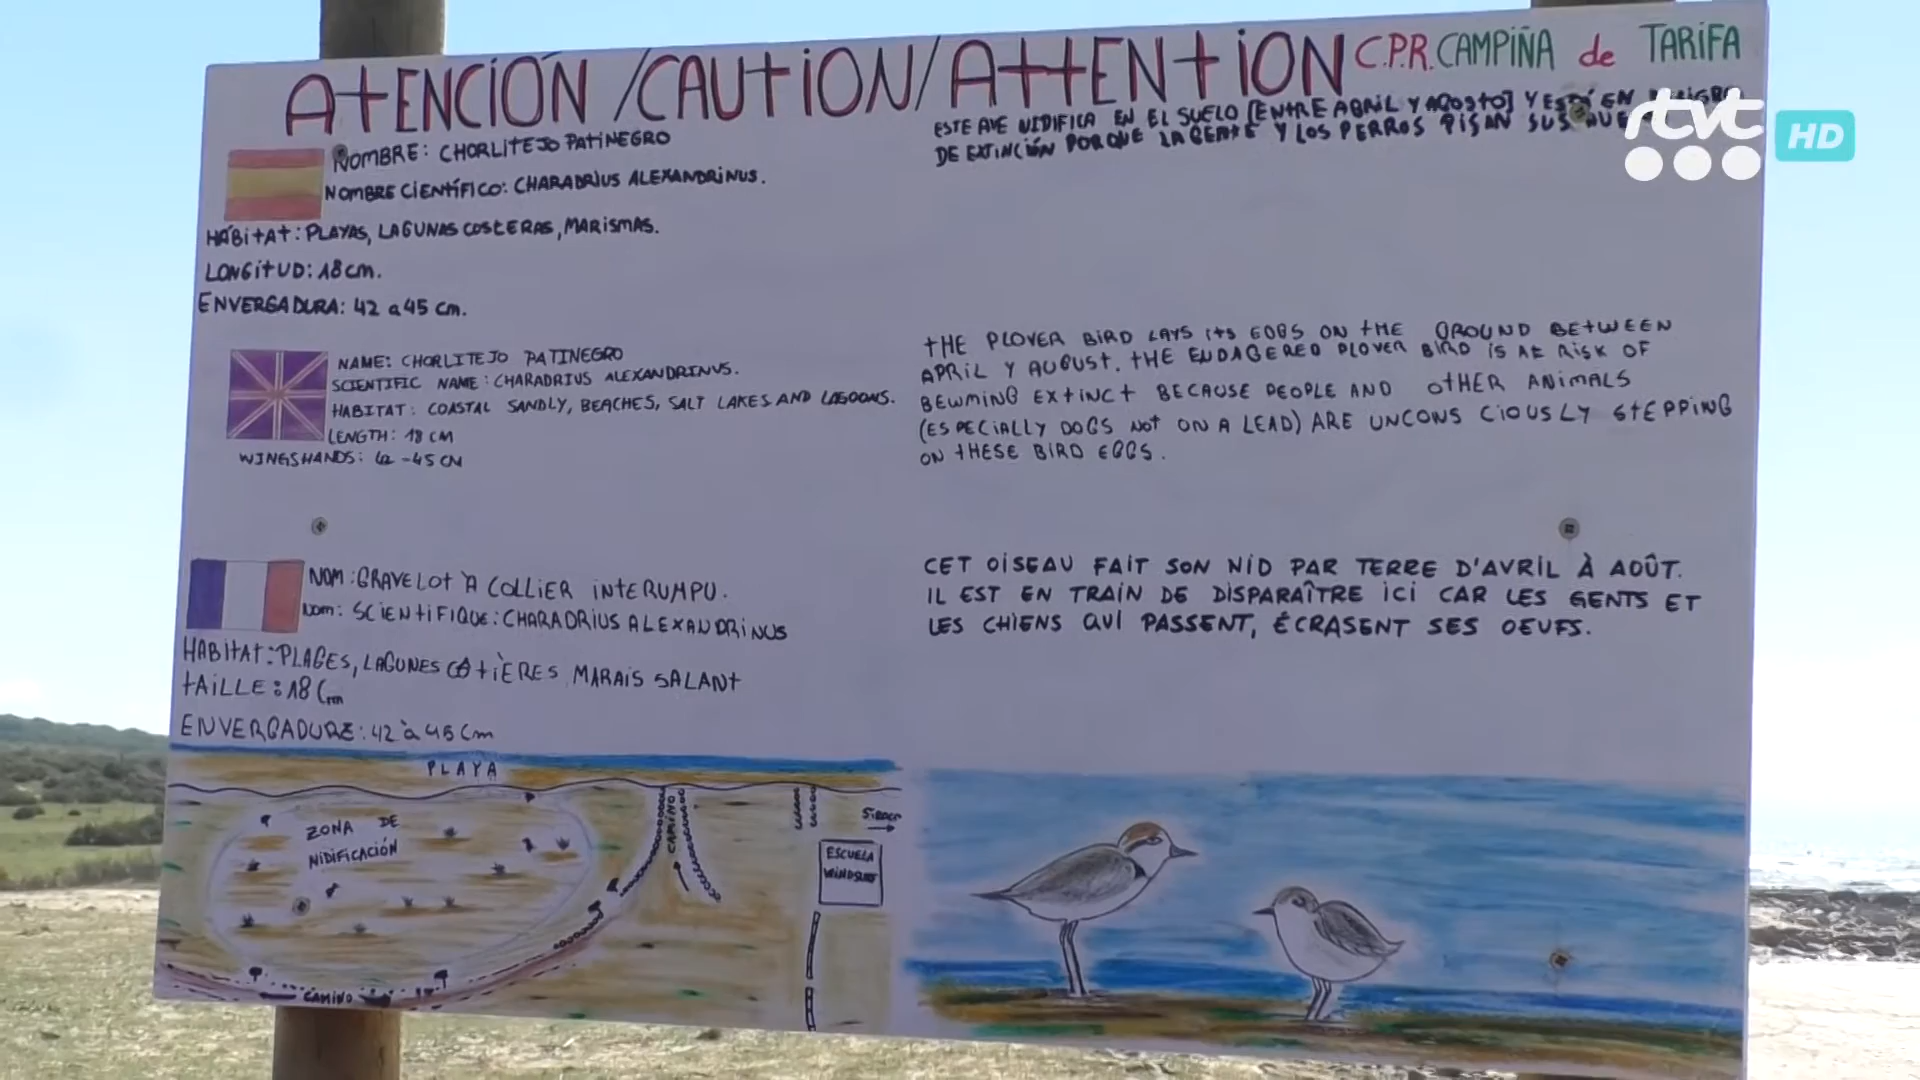 ATENCIÓN/CAUTION/ATTENTION C.P.R. CAMPIÑA de TARIFA
NOMBRE: CHORLITEJO PATINEGRO
NOMBRE CIENTÍFICO: CHARADRIUS ALEXANDRINUS.
HÁBITAT: PLAYAS, LAGUNAS COSTERAS, MARISMAS.
LONGITUD: 18 cm.
ENVERGADURA: 42 a 45 cm.
ESTE AVE NIDIFICA EN EL SUELO [ENTRE ABRIL Y AGOSTO] Y ESTÁ EN
DE EXTINCIÓN PORQUE LA GENTE Y LOS PERROS PISAN SUS
rtvt HD
NAME: CHORLITEJO PATINEGRO
SCIENTIFIC NAME: CHARADRIUS ALEXANDRINUS.
HABITAT: COASTAL SANDLY, BEACHES, SALT LAKES AND LAGOONS.
LENGTH: 18 CM
WINGSHANDS: 42-45 CM
THE PLOVER BIRD LAYS ITS EGGS ON THE GROUND BETWEEN
APRIL Y AUGUST. THE ENDAGERED PLOVER BIRD IS AT RISK OF
BEWMING EXTINCT BECAUSE PEOPLE AND OTHER ANIMALS
(ESPECIALLY DOGS NOT ON A LEAD) ARE UNCONSCIOUSLY STEPPING
ON THESE BIRD EGGS.
NOM: GRAVELOT À COLLIER INTERUMPU.
Nom: SCIENTIFIQUE: CHARADRIUS ALEXANDRINUS
HABITAT: PLAGES, LAGUNES CÔTIÈRES MARAIS SALANT
TAILLE: 18 Cm
ENVERGADURE: 42 à 45 Cm
CET OISEAU FAIT SON NID PAR TERRE D'AVRIL À AOÛT.
IL EST EN TRAIN DE DISPARAÎTRE ICI CAR LES GENTS ET
LES CHIENS QUI PASSENT, ÉCRASENT SES OEUFS.
PLAYA
ZONA DE
NIDIFICACIÓN
CAMINO
ESCUELA
WINDSURF
CAMINO